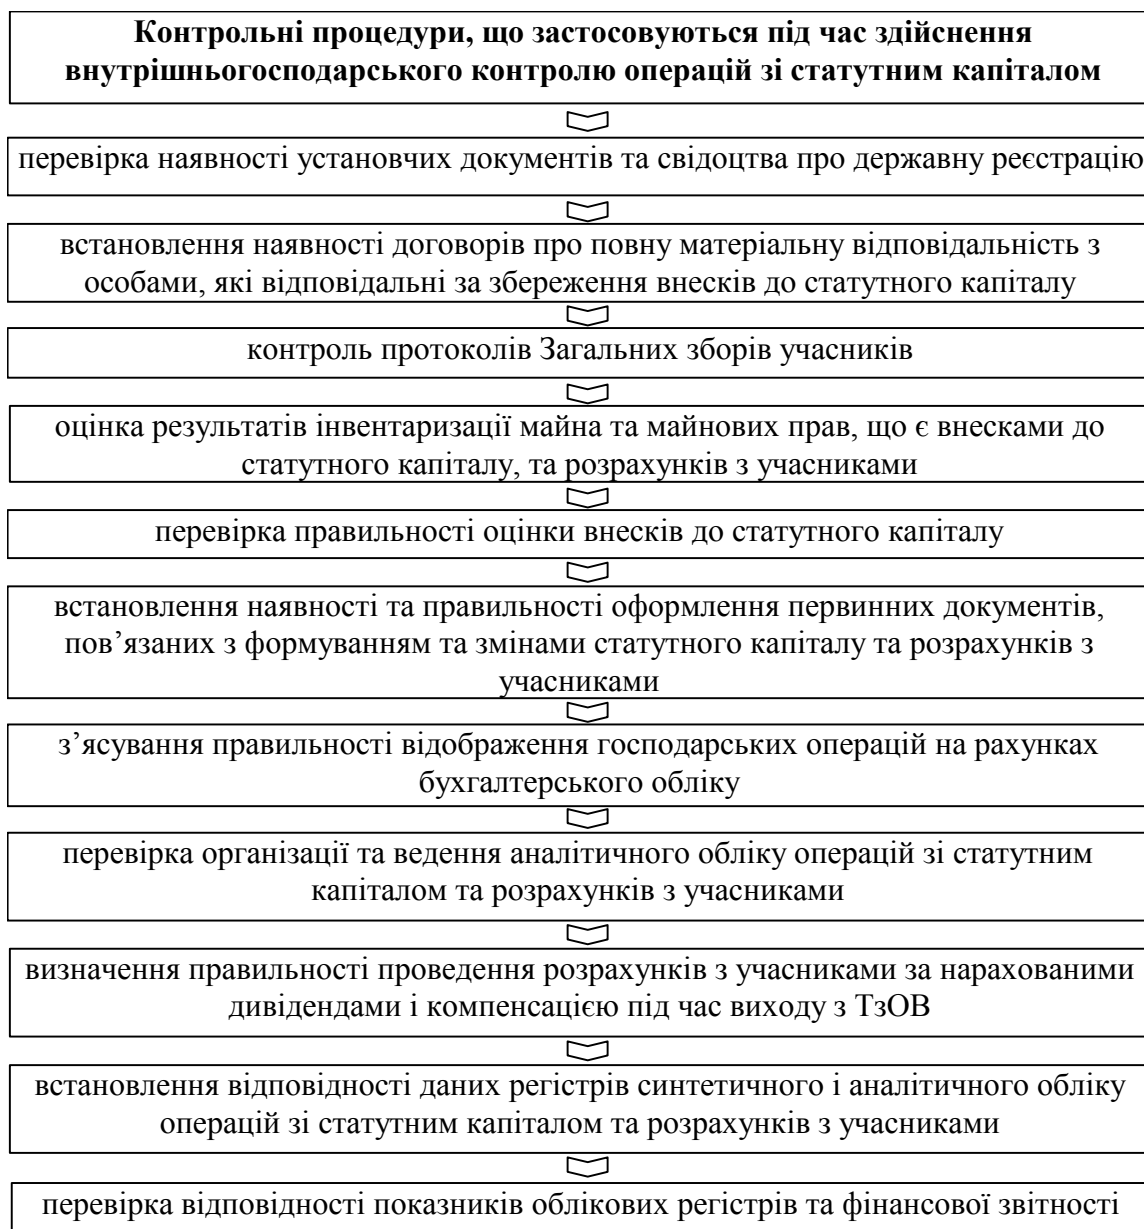 Контрольні процедури, що застосовуються під час здійснення
внутрішньогосподарського контролю операцій зі статутним капіталом
перевірка наявності установчих документів та свідоцтва про державну реєстрацію
встановлення наявності договорів про повну матеріальну відповідальність з
особами, які відповідальні за збереження внесків до статутного капіталу
контроль протоколів Загальних зборів учасників
оцінка результатів інвентаризації майна та майнових прав, що є внесками до
статутного капіталу, та розрахунків з учасниками
перевірка правильності оцінки внесків до статутного капіталу
встановлення наявності та правильності оформлення первинних документів,
пов’язаних з формуванням та змінами статутного капіталу та розрахунків з
учасниками
з’ясування правильності відображення господарських операцій на рахунках
бухгалтерського обліку
перевірка організації та ведення аналітичного обліку операцій зі статутним
капіталом та розрахунків з учасниками
визначення правильності проведення розрахунків з учасниками за нарахованими
дивідендами і компенсацією під час виходу з ТзОВ
встановлення відповідності даних регістрів синтетичного і аналітичного обліку
операцій зі статутним капіталом та розрахунків з учасниками
перевірка відповідності показників облікових регістрів та фінансової звітності